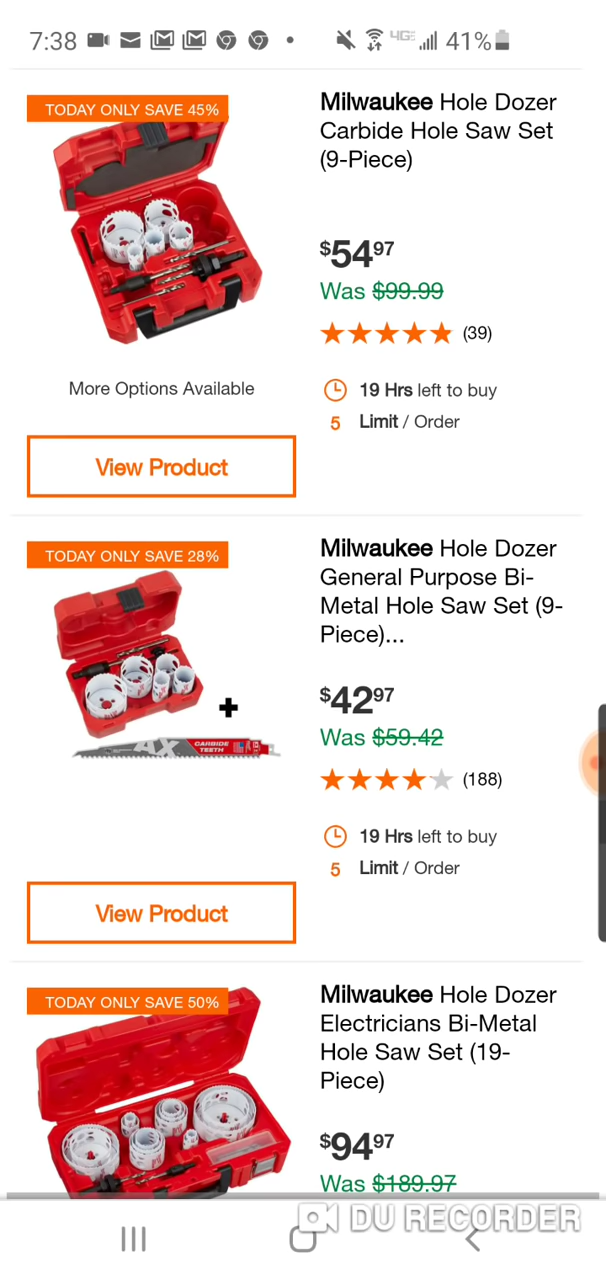 7:38 4GE 41%
TODAY ONLY SAVE 45%
Milwaukee Hole Dozer
Carbide Hole Saw Set
(9-Piece)
$54 97
Was $99.99
(39)
More Options Available
19 Hrs left to buy
5 Limit / Order
View Product
TODAY ONLY SAVE 28%
Milwaukee Hole Dozer
General Purpose Bi-
Metal Hole Saw Set (9-
Piece)...
$42 97
Was $59.42
(188)
+
AX CARBIDE
TEETH
19 Hrs left to buy
5 Limit / Order
View Product
TODAY ONLY SAVE 50%
Milwaukee Hole Dozer
Electricians Bi-Metal
Hole Saw Set (19-
Piece)
$94 97
Was $189.97
DU RECORDER